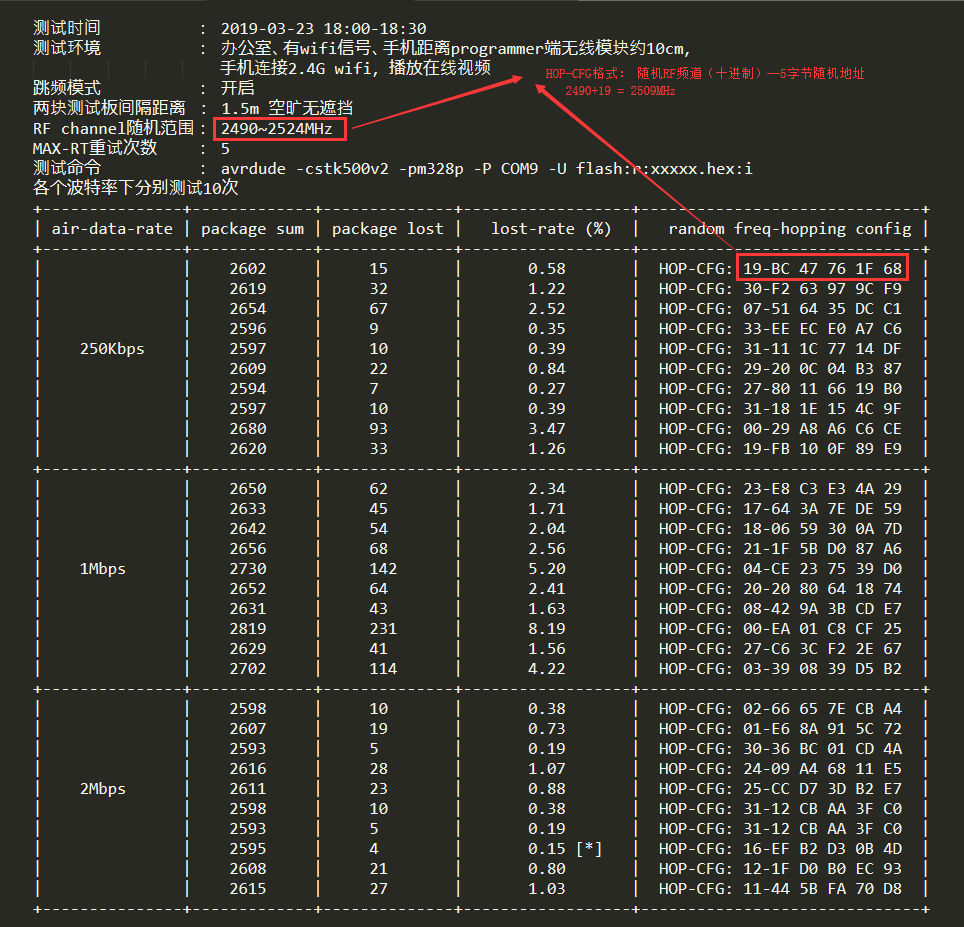 测试时间 : 2019-03-23 18:00-18:30
测试环境 : 办公室、有wifi信号、手机距离programmer端无线模块约10cm,
手机连接2.4G wifi, 播放在线视频
HOP-CFG格式: 随机RF频道(十进制)--5字节随机地址
2490+19 = 2509MHz
跳频模式 : 开启
两块测试板间隔距离 : 1.5m 空旷无遮挡
RF channel随机范围 : 2490~2524MHz
MAX-RT重试次数 : 5
测试命令 : avrdude -cstk500v2 -pm328p -P COM9 -U flash:r:xxxxx.hex:i
各个波特率下分别测试10次
| air-data-rate | package sum | package lost | lost-rate (%) | random freq-hopping config |
| 2602 | 15 | 0.58 | HOP-CFG: 19-BC 47 76 1F 68 |
| 2619 | 32 | 1.22 | HOP-CFG: 30-F2 63 97 9C F9 |
| 2654 | 67 | 2.52 | HOP-CFG: 07-51 64 35 DC C1 |
| 2596 | 9 | 0.35 | HOP-CFG: 33-EE EC E0 A7 C6 |
| 250Kbps | 2597 | 10 | 0.39 | HOP-CFG: 31-11 1C 77 14 DF |
| 2609 | 22 | 0.84 | HOP-CFG: 29-20 0C 04 B3 87 |
| 2594 | 7 | 0.27 | HOP-CFG: 27-80 11 66 19 B0 |
| 2597 | 10 | 0.39 | HOP-CFG: 31-18 1E 15 4C 9F |
| 2680 | 93 | 3.47 | HOP-CFG: 00-29 A8 A6 C6 CE |
| 2620 | 33 | 1.26 | HOP-CFG: 19-FB 10 0F 89 E9 |
| 2650 | 62 | 2.34 | HOP-CFG: 23-E8 C3 E3 4A 29 |
| 2633 | 45 | 1.71 | HOP-CFG: 17-64 3A 7E DE 59 |
| 2642 | 54 | 2.04 | HOP-CFG: 18-06 59 30 0A 7D |
| 2656 | 68 | 2.56 | HOP-CFG: 21-1F 5B D0 87 A6 |
| 1Mbps | 2730 | 142 | 5.20 | HOP-CFG: 04-CE 23 75 39 D0 |
| 2652 | 64 | 2.41 | HOP-CFG: 20-20 80 64 18 74 |
| 2631 | 43 | 1.63 | HOP-CFG: 08-42 9A 3B CD E7 |
| 2819 | 231 | 8.19 | HOP-CFG: 00-EA 01 C8 CF 25 |
| 2629 | 41 | 1.56 | HOP-CFG: 27-C6 3C F2 2E 67 |
| 2702 | 114 | 4.22 | HOP-CFG: 03-39 08 39 D5 B2 |
| 2598 | 10 | 0.38 | HOP-CFG: 02-66 65 7E CB A4 |
| 2607 | 19 | 0.73 | HOP-CFG: 01-E6 8A 91 5C 72 |
| 2593 | 5 | 0.19 | HOP-CFG: 30-36 BC 01 CD 4A |
| 2616 | 28 | 1.07 | HOP-CFG: 24-09 A4 68 11 E5 |
| 2Mbps | 2611 | 23 | 0.88 | HOP-CFG: 25-CC D7 3D B2 E7 |
| 2598 | 10 | 0.38 | HOP-CFG: 31-12 CB AA 3F C0 |
| 2593 | 5 | 0.19 | HOP-CFG: 31-12 CB AA 3F C0 |
| 2595 | 4 | 0.15 [*] | HOP-CFG: 16-EF B2 D3 0B 4D |
| 2608 | 21 | 0.80 | HOP-CFG: 12-1F D0 B0 EC 93 |
| 2615 | 27 | 1.03 | HOP-CFG: 11-44 5B FA 70 D8 |